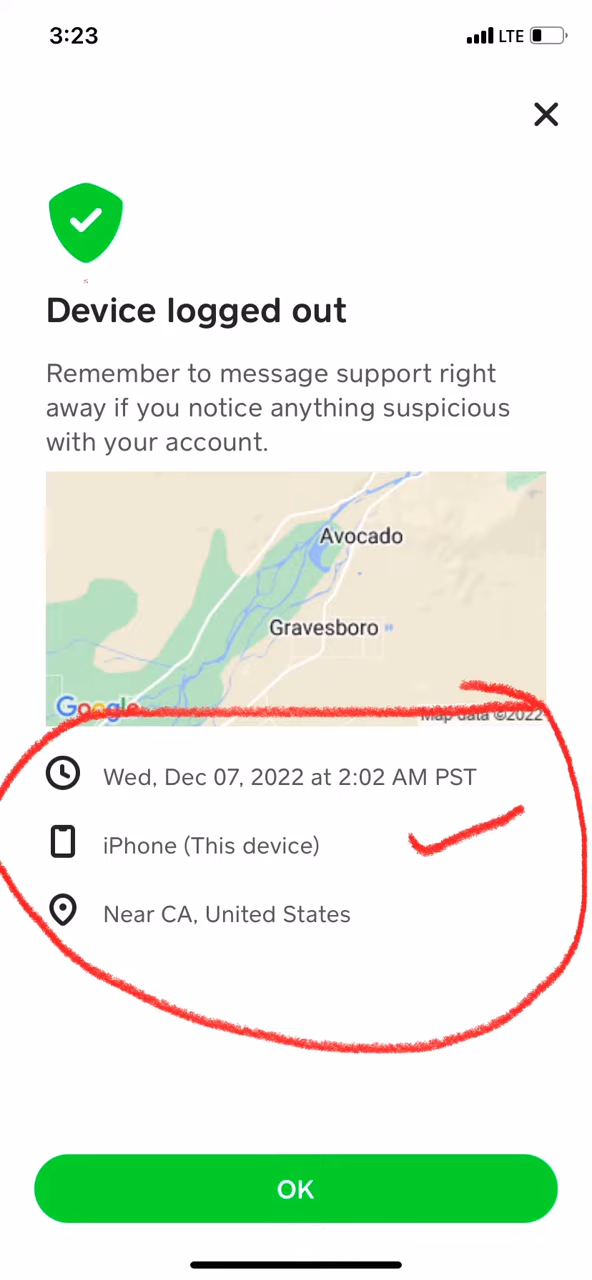 3:23
LTE
Device logged out
Remember to message support right
away if you notice anything suspicious
with your account.
Avocado
Gravesboro
Google
Map data ©2022
Wed, Dec 07, 2022 at 2:02 AM PST
iPhone (This device)
Near CA, United States
OK